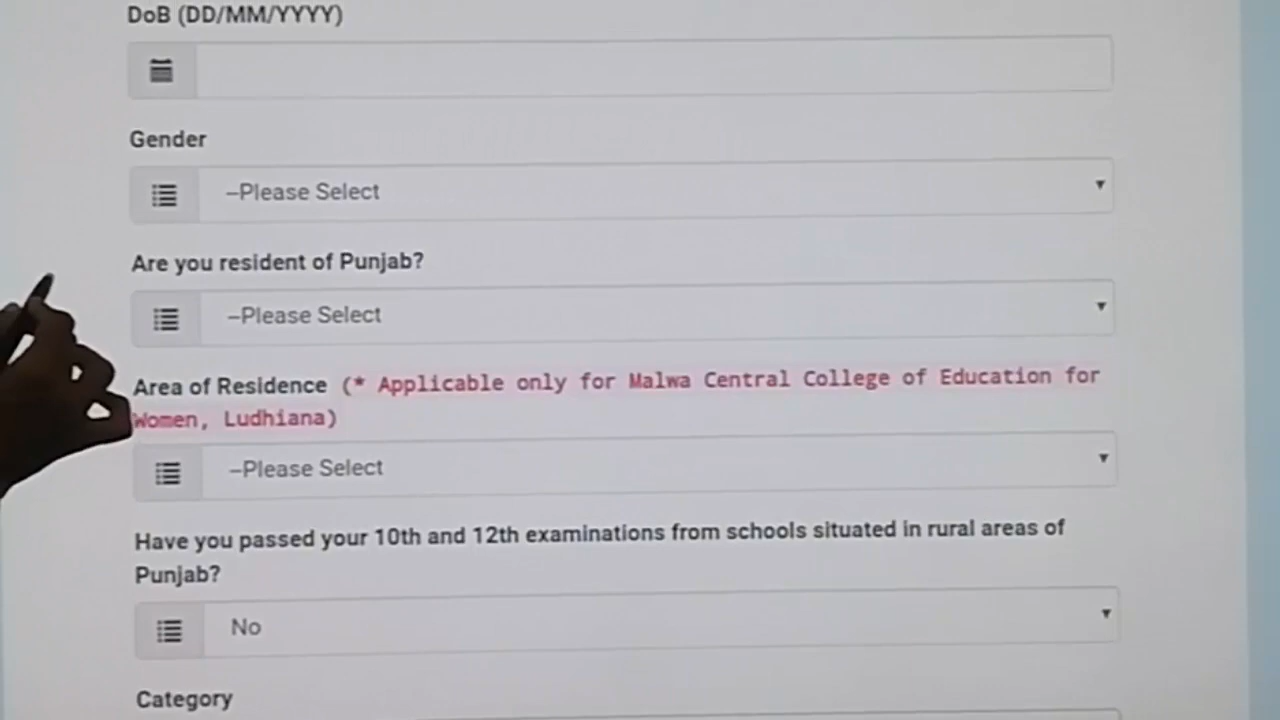 DoB (DD/MM/YYYY)
Gender
–Please Select
Are you resident of Punjab?
–Please Select
Area of Residence (* Applicable only for Malwa Central College of Education for
Women, Ludhiana)
–Please Select
Have you passed your 10th and 12th examinations from schools situated in rural areas of
Punjab?
No
Category